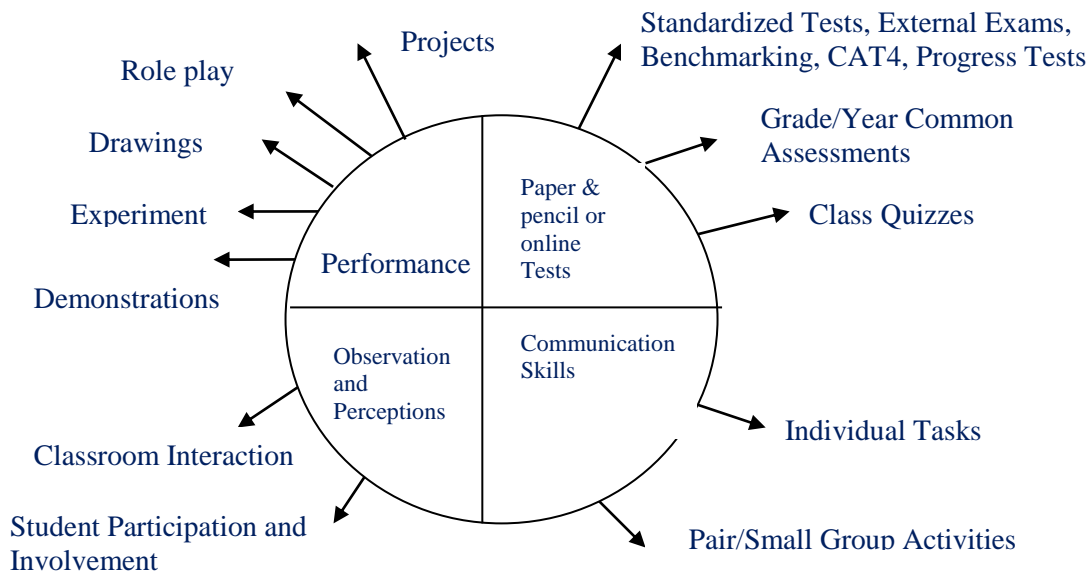 Projects
Standardized Tests, External Exams,
Benchmarking, CAT4, Progress Tests
Role play
Grade/Year Common
Assessments
Drawings
Paper &
pencil or
online
Tests
Experiment
Class Quizzes
Performance
Demonstrations
Observation
and
Perceptions
Communication
Skills
Individual Tasks
Classroom Interaction
Student Participation and
Involvement
Pair/Small Group Activities